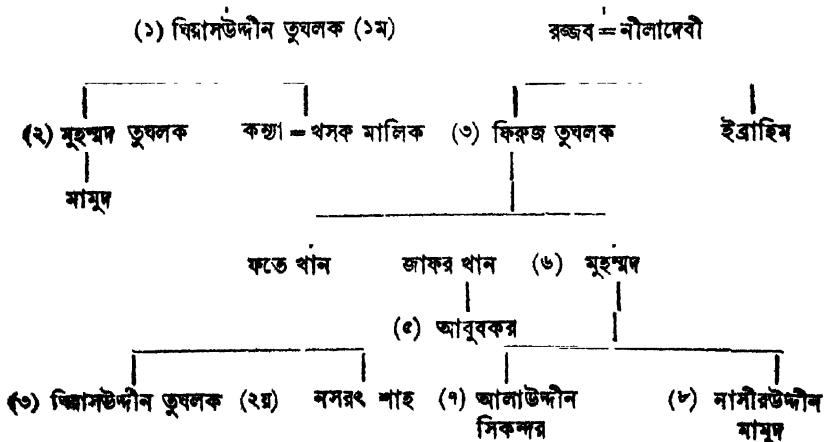 (১) ঘিয়াসউদ্দীন তুঘলক (১ম) রজ্জব = নীলাদেবী
(২) মুহম্মদ তুঘলক কন্যা = খসরু মালিক (৩) ফিরুজ তুঘলক ইব্রাহিম
মামুদ
ফতে খান জাফর খান (৬) মুহম্মদ
(৫) আবুবকর
(৩) ঘিয়াসউদ্দীন তুঘলক (২য়) নসরৎ শাহ (৭) আলাউদ্দীন (৮) নাসীরউদ্দীন
সিকন্দর মামুদ